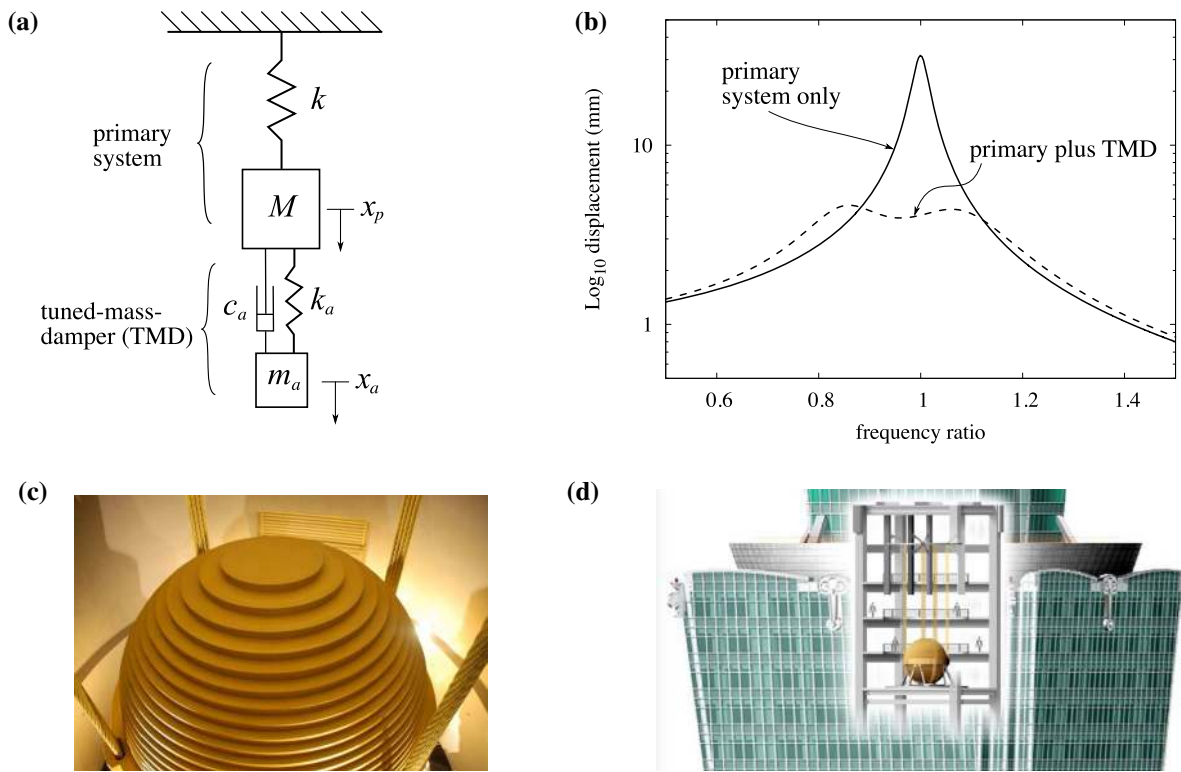 (a)
k
primary
system
M
x_p
c_a
k_a
tuned-mass-
damper (TMD)
m_a
x_a
(b)
Log10 displacement (mm)
10
1
primary
system only
primary plus TMD
0.6 0.8 1 1.2 1.4
frequency ratio
(c)
(d)